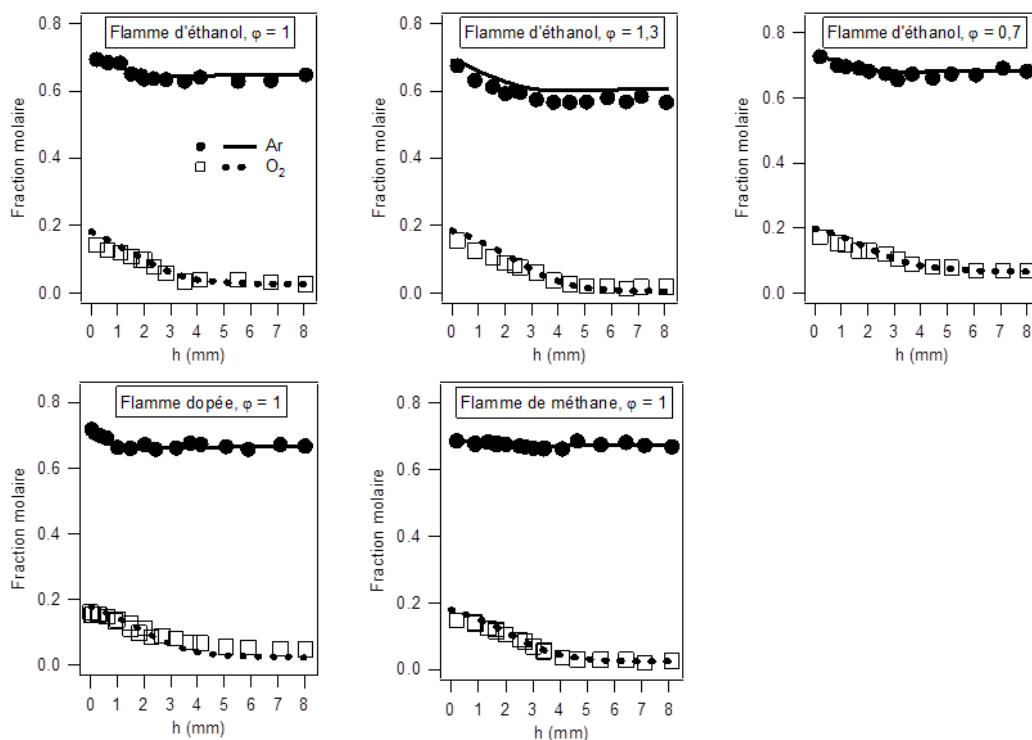 Flamme d'éthanol, φ = 1
0.8
0.6
0.4
0.2
0.0
Fraction molaire
Ar
O2
0 1 2 3 4 5 6 7 8
h (mm)
Flamme d'éthanol, φ = 1,3
0.8
0.6
0.4
0.2
0.0
Fraction molaire
0 1 2 3 4 5 6 7 8
h (mm)
Flamme d'éthanol, φ = 0,7
0.8
0.6
0.4
0.2
0.0
Fraction molaire
0 1 2 3 4 5 6 7 8
h (mm)
Flamme dopée, φ = 1
0.8
0.6
0.4
0.2
0.0
Fraction molaire
0 1 2 3 4 5 6 7 8
h (mm)
Flamme de méthane, φ = 1
0.8
0.6
0.4
0.2
0.0
Fraction molaire
0 1 2 3 4 5 6 7 8
h (mm)